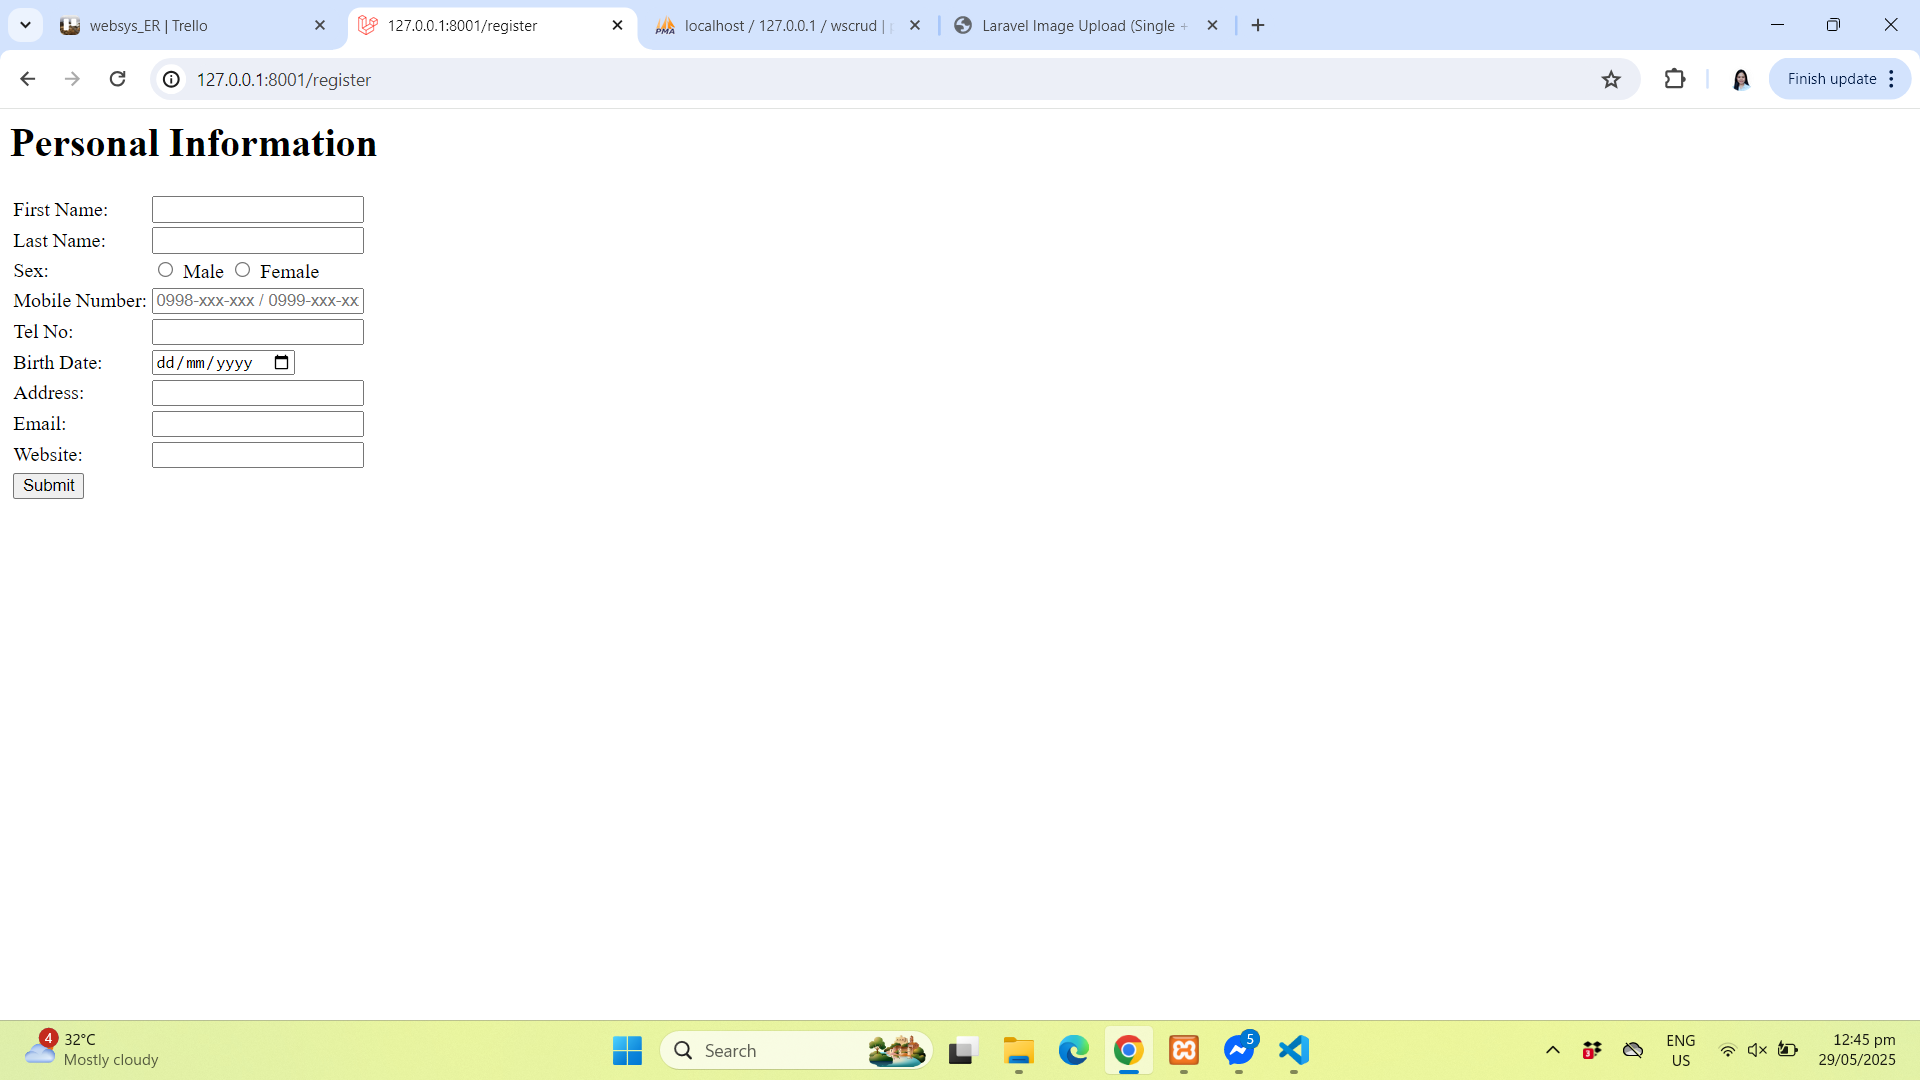 websys_ER | Trello
127.0.0.1:8001/register
localhost / 127.0.0.1 / wscrud |
Laravel Image Upload (Single +
127.0.0.1:8001/register
Finish update
Personal Information
First Name:
Last Name:
Sex: Male Female
Mobile Number: 0998-xxx-xxx / 0999-xxx-xx
Tel No:
Birth Date: dd/mm/yyyy
Address:
Email:
Website:
Submit
4
32°C
Mostly cloudy
Search
5
3
ENG
US
12:45 pm
29/05/2025